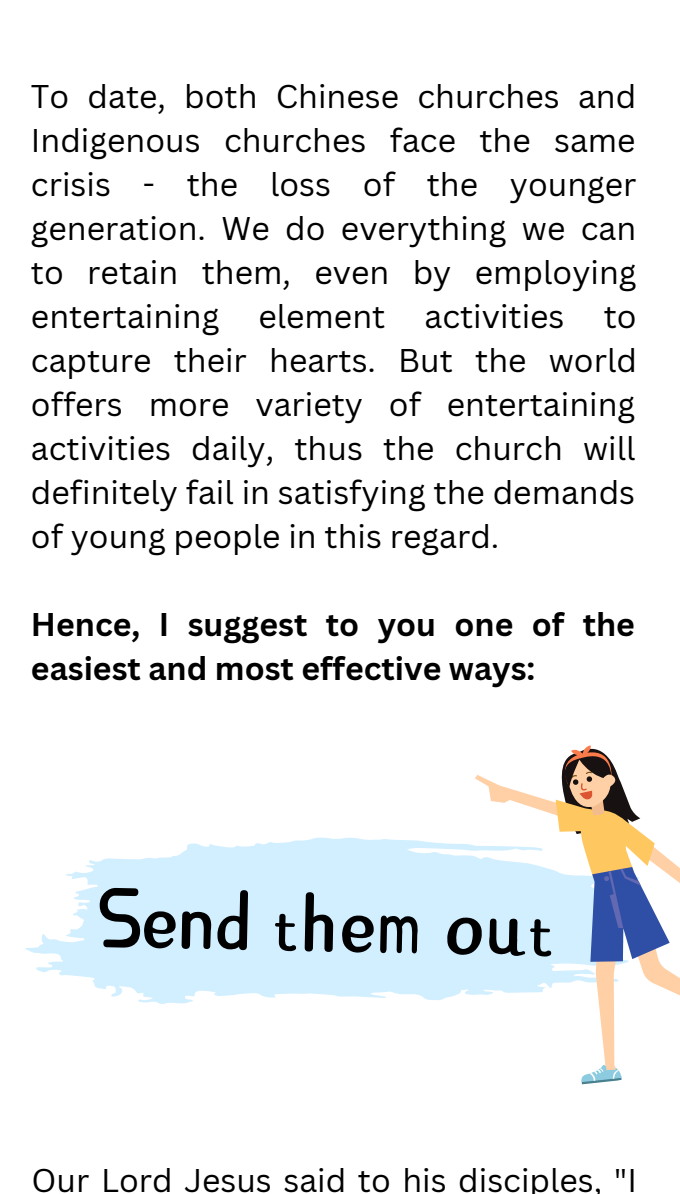 To date, both Chinese churches and
Indigenous churches face the same
crisis - the loss of the younger
generation. We do everything we can
to retain them, even by employing
entertaining element activities to
capture their hearts. But the world
offers more variety of entertaining
activities daily, thus the church will
definitely fail in satisfying the demands
of young people in this regard.
Hence, I suggest to you one of the
easiest and most effective ways:
Send them out
Our Lord Jesus said to his disciples, "I